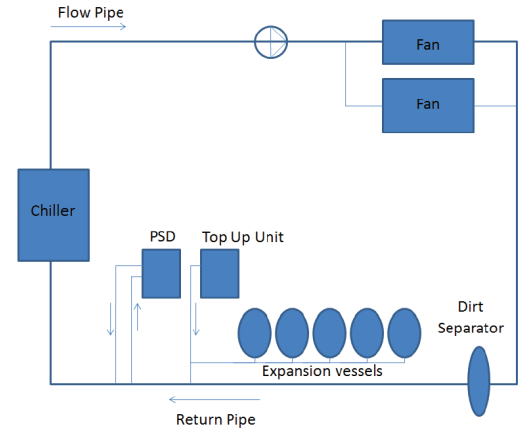 Flow Pipe
Fan
Fan
Chiller
PSD
Top Up Unit
Dirt
Separator
Expansion vessels
Return Pipe